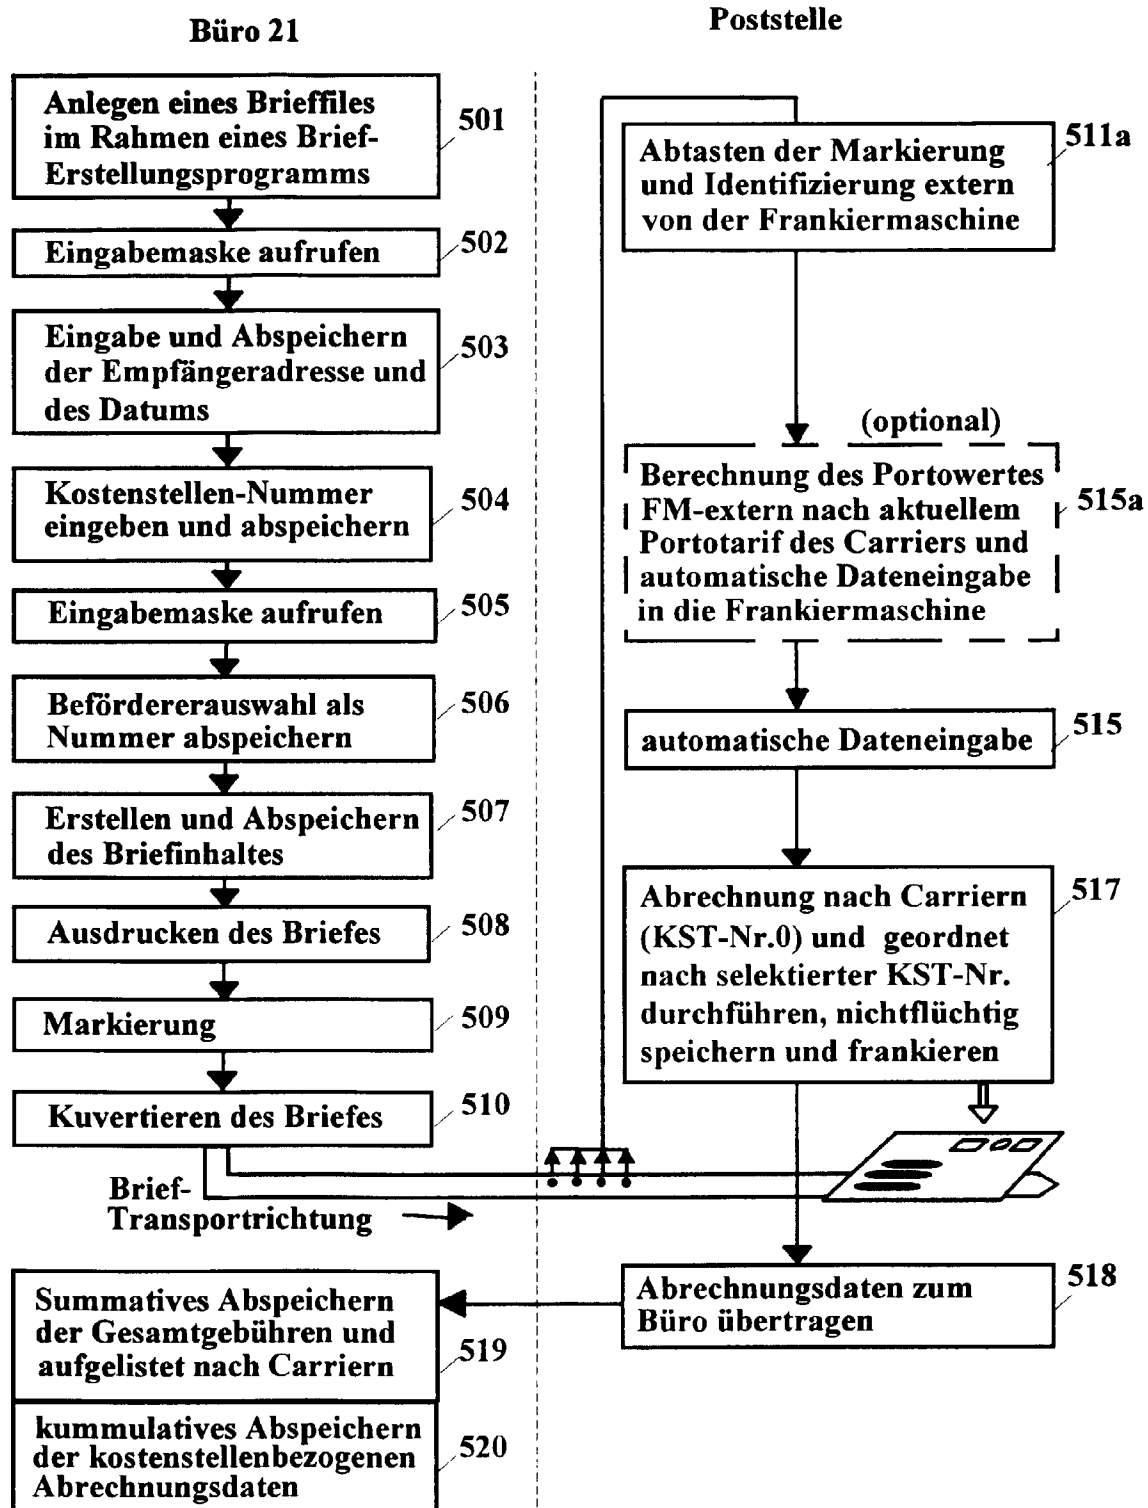 Büro 21
Anlegen eines Brieffiles
im Rahmen eines Brief-
Erstellungsprogramms
501
Eingabemaske aufrufen
502
Eingabe und Abspeichern
der Empfängeradresse und
des Datums
503
Kostenstellen-Nummer
eingeben und abspeichern
504
Eingabemaske aufrufen
505
Befördererauswahl als
Nummer abspeichern
506
Erstellen und Abspeichern
des Briefinhaltes
507
Ausdrucken des Briefes
508
Markierung
509
Kuvertieren des Briefes
510
Brief-
Transportrichtung
Summatives Abspeichern
der Gesamtgebühren und
aufgelistet nach Carriern
519
kummulatives Abspeichern
der kostenstellenbezogenen
Abrechnungsdaten
520
Poststelle
Abtasten der Markierung
und Identifizierung extern
von der Frankiermaschine
511a
(optional)
Berechnung des Portowertes
FM-extern nach aktuellem
Portotarif des Carriers und
automatische Dateneingabe
in die Frankiermaschine
515a
automatische Dateneingabe
515
Abrechnung nach Carriern
(KST-Nr.0) und geordnet
nach selektierter KST-Nr.
durchführen, nichtflüchtig
speichern und frankieren
517
Abrechnungsdaten zum
Büro übertragen
518